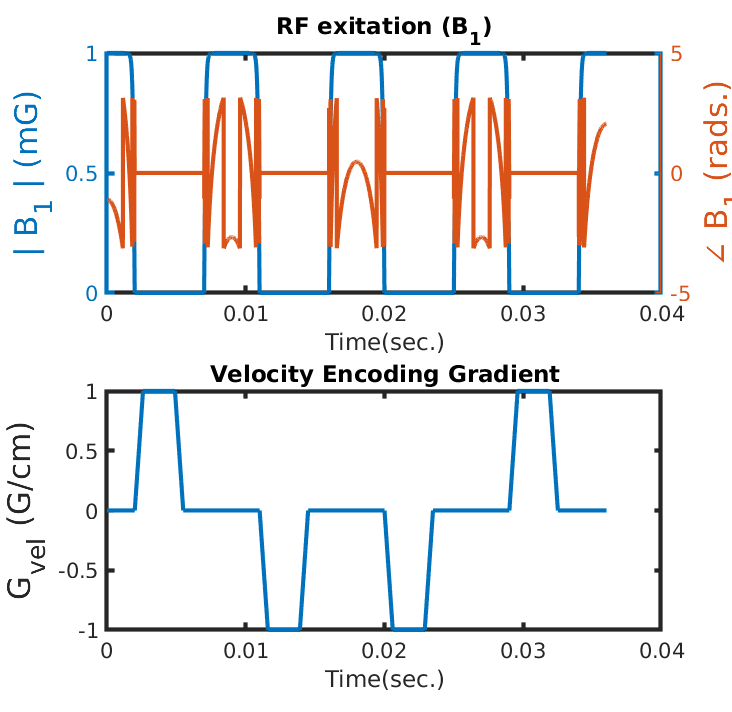 RF exitation (B1)
1
0.5
0
| B1 | (mG)
5
0
-5
∠ B1 (rads.)
0 0.01 0.02 0.03 0.04
Time(sec.)
Velocity Encoding Gradient
1
0.5
0
-0.5
-1
Gvel (G/cm)
0 0.01 0.02 0.03 0.04
Time(sec.)